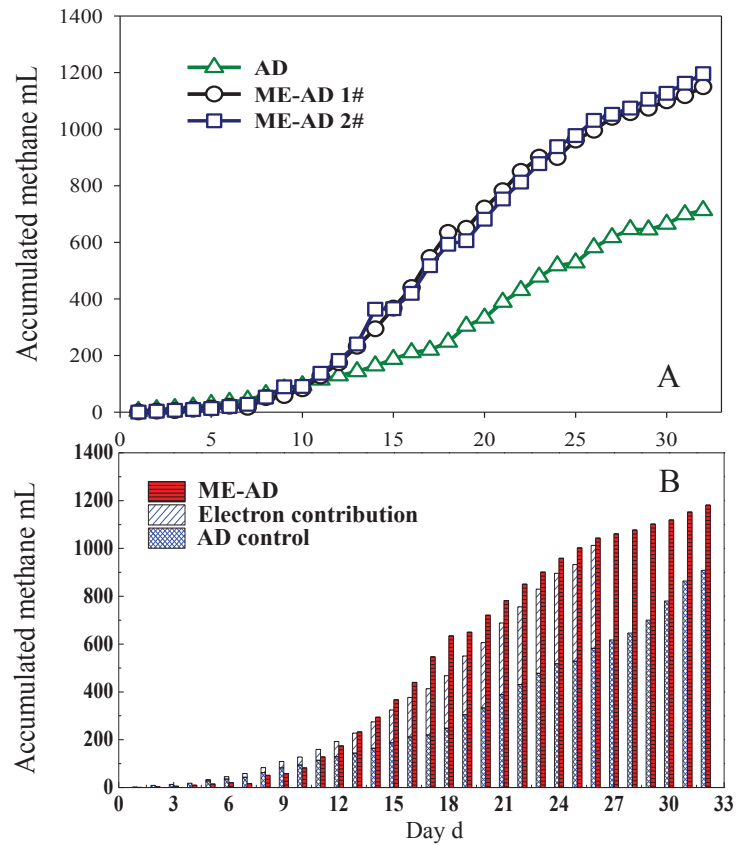 1400
1200
1000
800
600
400
200
0
Accumulated methane mL
AD
ME-AD 1#
ME-AD 2#
A
0 5 10 15 20 25 30
1400
1200
1000
800
600
400
200
0
Accumulated methane mL
B
ME-AD
Electron contribution
AD control
0 3 6 9 12 15 18 21 24 27 30 33
Day d